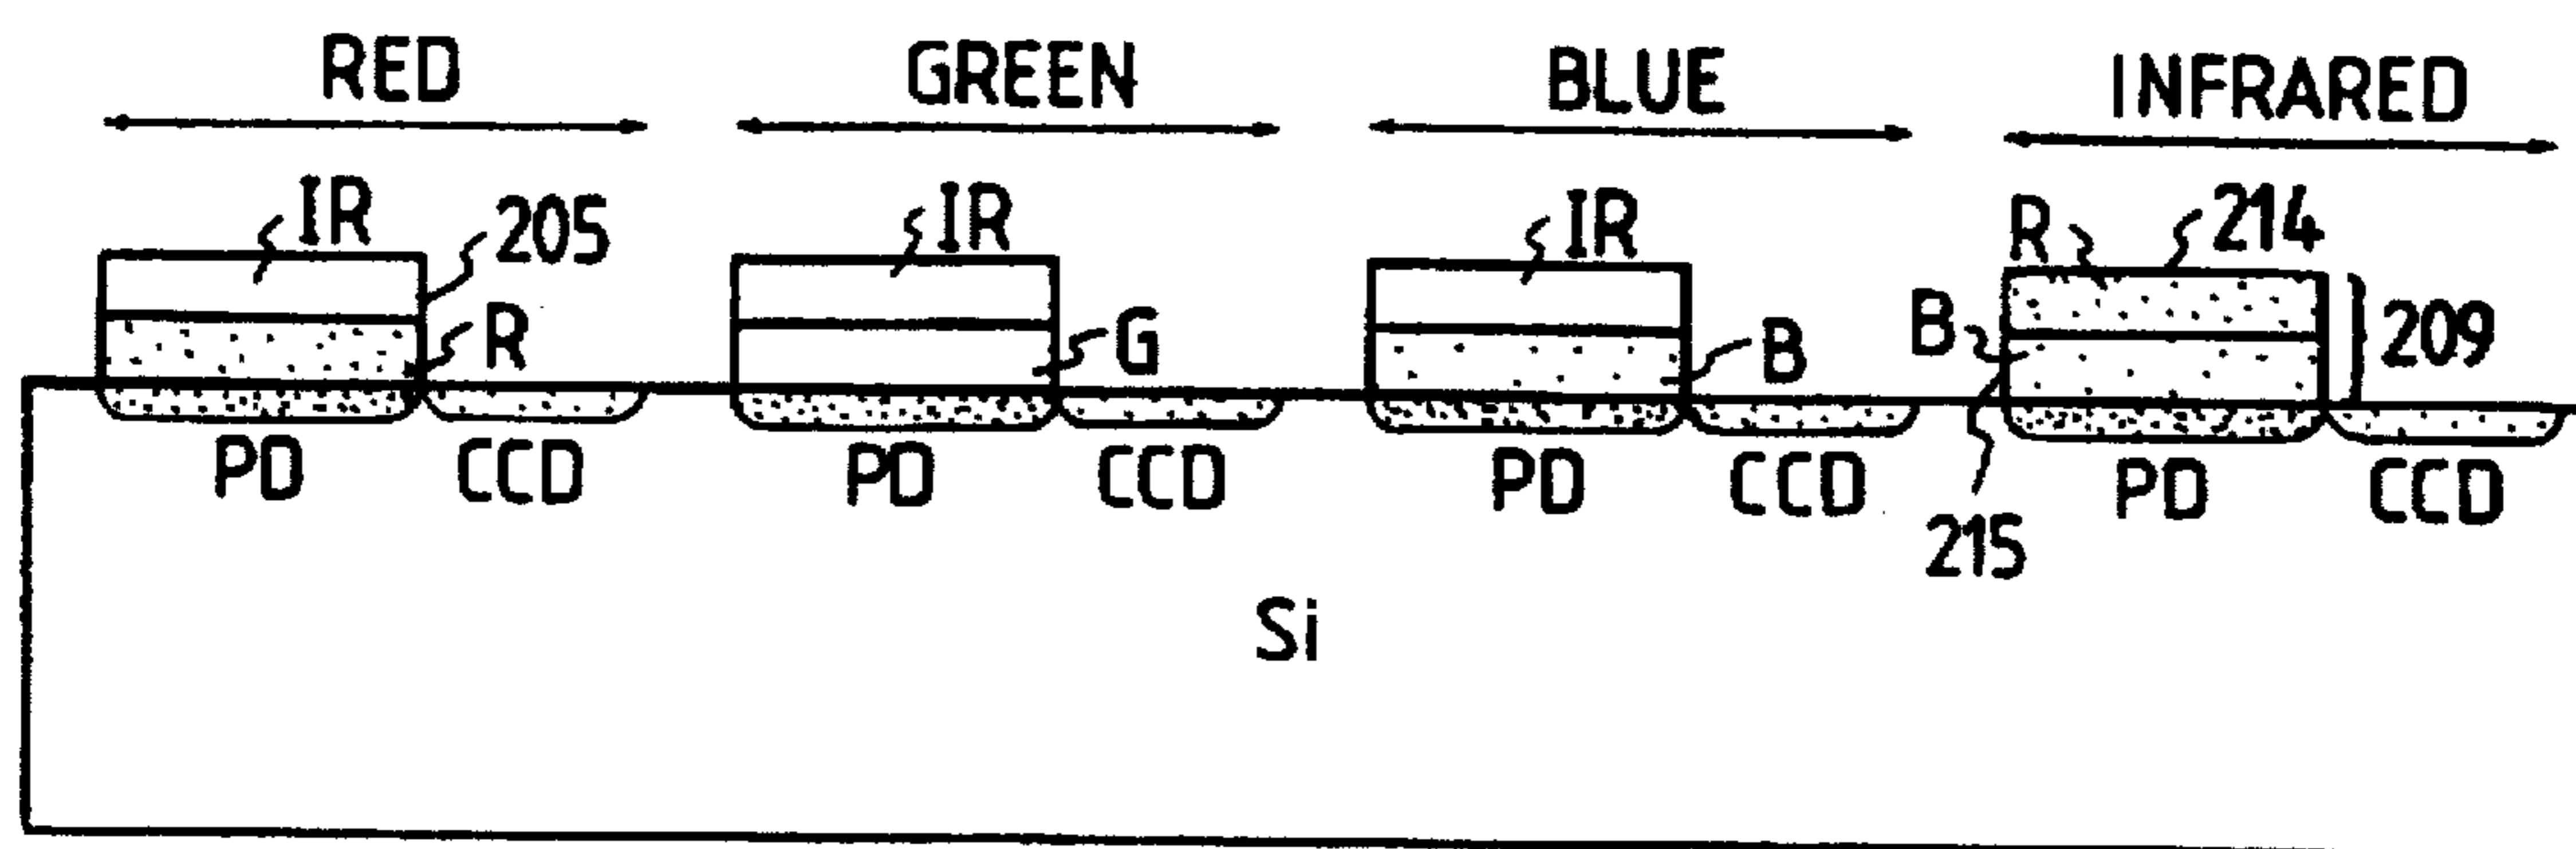 RED GREEN BLUE INFRARED
IR 205 IR IR R 214
R G B B 209
PD CCD PD CCD PD CCD 215 PD CCD
Si